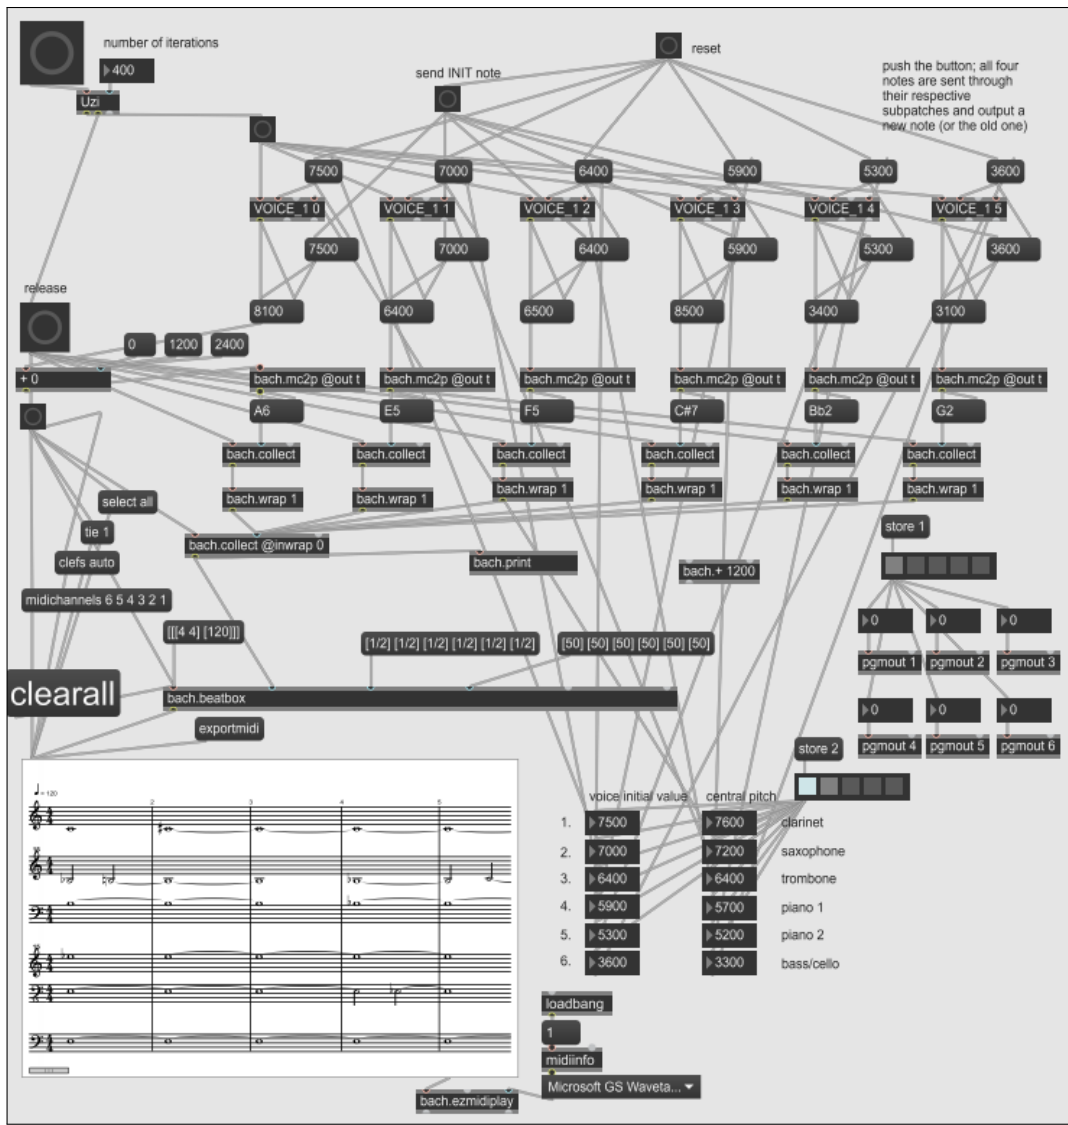 number of iterations
400
Uzi
send INIT note
reset
push the button; all four
notes are sent through
their respective
subpatches and output a
new note (or the old one)
7500 7000 6400 5900 5300 3600
VOICE_1 0 VOICE_1 1 VOICE_1 2 VOICE_1 3 VOICE_1 4 VOICE_1 5
7500 7000 6400 5900 5300 3600
release
8100 6400 6500 8500 3400 3100
0 1200 2400
+ 0
bach.mc2p @out t bach.mc2p @out t bach.mc2p @out t bach.mc2p @out t bach.mc2p @out t bach.mc2p @out t
A6 E5 F5 C#7 Bb2 G2
bach.collect bach.collect bach.collect bach.collect bach.collect bach.collect
bach.wrap 1 bach.wrap 1 bach.wrap 1 bach.wrap 1 bach.wrap 1 bach.wrap 1
select all
store 1
tie 1
bach.collect @inwrap 0
clefs auto
bach.print
bach.+ 1200
midichannels 6 5 4 3 2 1
0 0 0
[[[4 4] [120]]]
[1/2] [1/2] [1/2] [1/2] [1/2] [1/2]
[50] [50] [50] [50] [50] [50]
pgmout 1 pgmout 2 pgmout 3
clearall
bach.beatbox
0 0 0
exportmidi
pgmout 4 pgmout 5 pgmout 6
store 2
= 120
2 3 4 5
voice initial value central pitch
1. 7500 7600 clarinet
2. 7000 7200 saxophone
3. 6400 6400 trombone
4. 5900 5700 piano 1
5. 5300 5200 piano 2
6. 3600 3300 bass/cello
loadbang
1
midiinfo
Microsoft GS Waveta...
bach.ezmidiplay